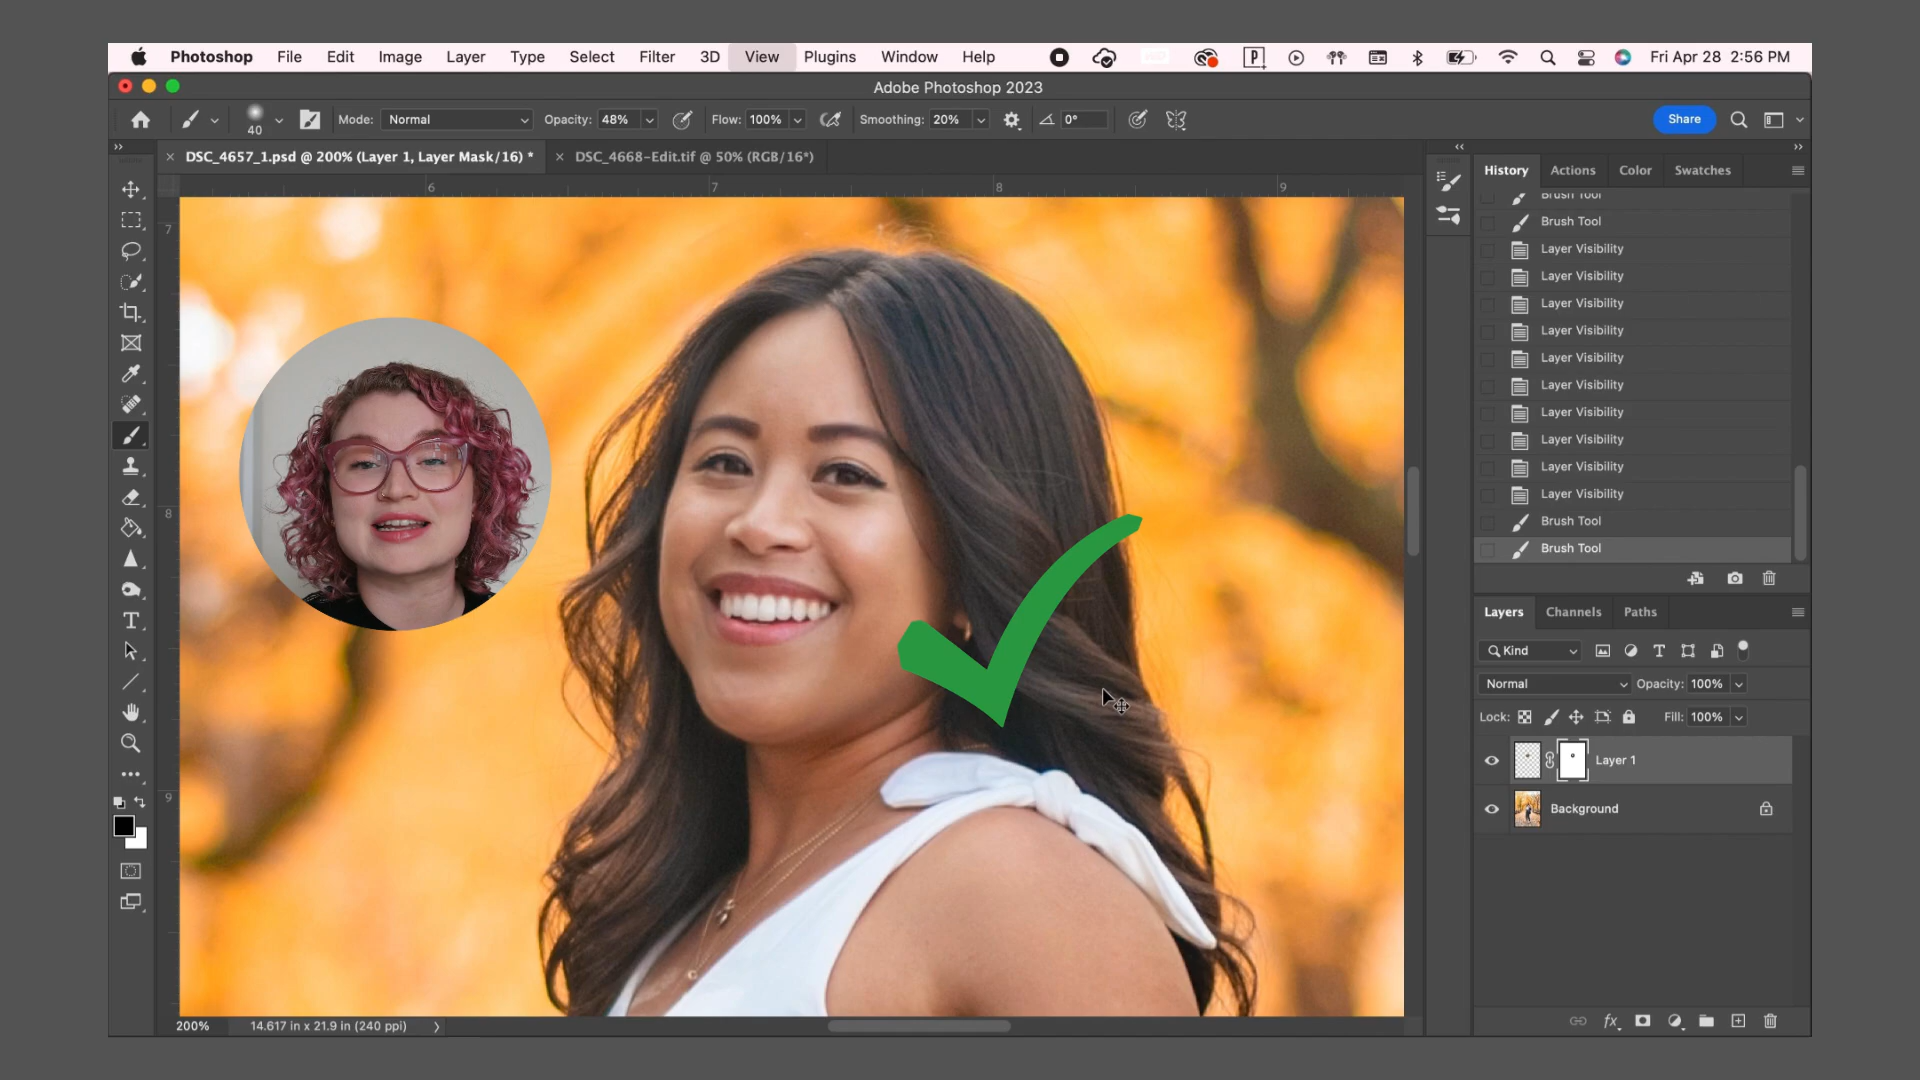 Photoshop File Edit Image Layer Type Select Filter 3D View Plugins Window Help Fri Apr 28 2:56 PM
Adobe Photoshop 2023
40 Mode: Normal Opacity: 48% Flow: 100% Smoothing: 20% 0° Share
DSC_4657_1.psd @ 200% (Layer 1, Layer Mask/16) * DSC_4668-Edit.tif @ 50% (RGB/16*)
6 7 8 9
7
8
9
History Actions Color Swatches
Brush Tool
Brush Tool
Layer Visibility
Layer Visibility
Layer Visibility
Layer Visibility
Layer Visibility
Layer Visibility
Layer Visibility
Layer Visibility
Layer Visibility
Layer Visibility
Brush Tool
Brush Tool
Layers Channels Paths
Kind
Normal Opacity: 100%
Lock: Fill: 100%
Layer 1
Background
200% 14.617 in x 21.9 in (240 ppi)